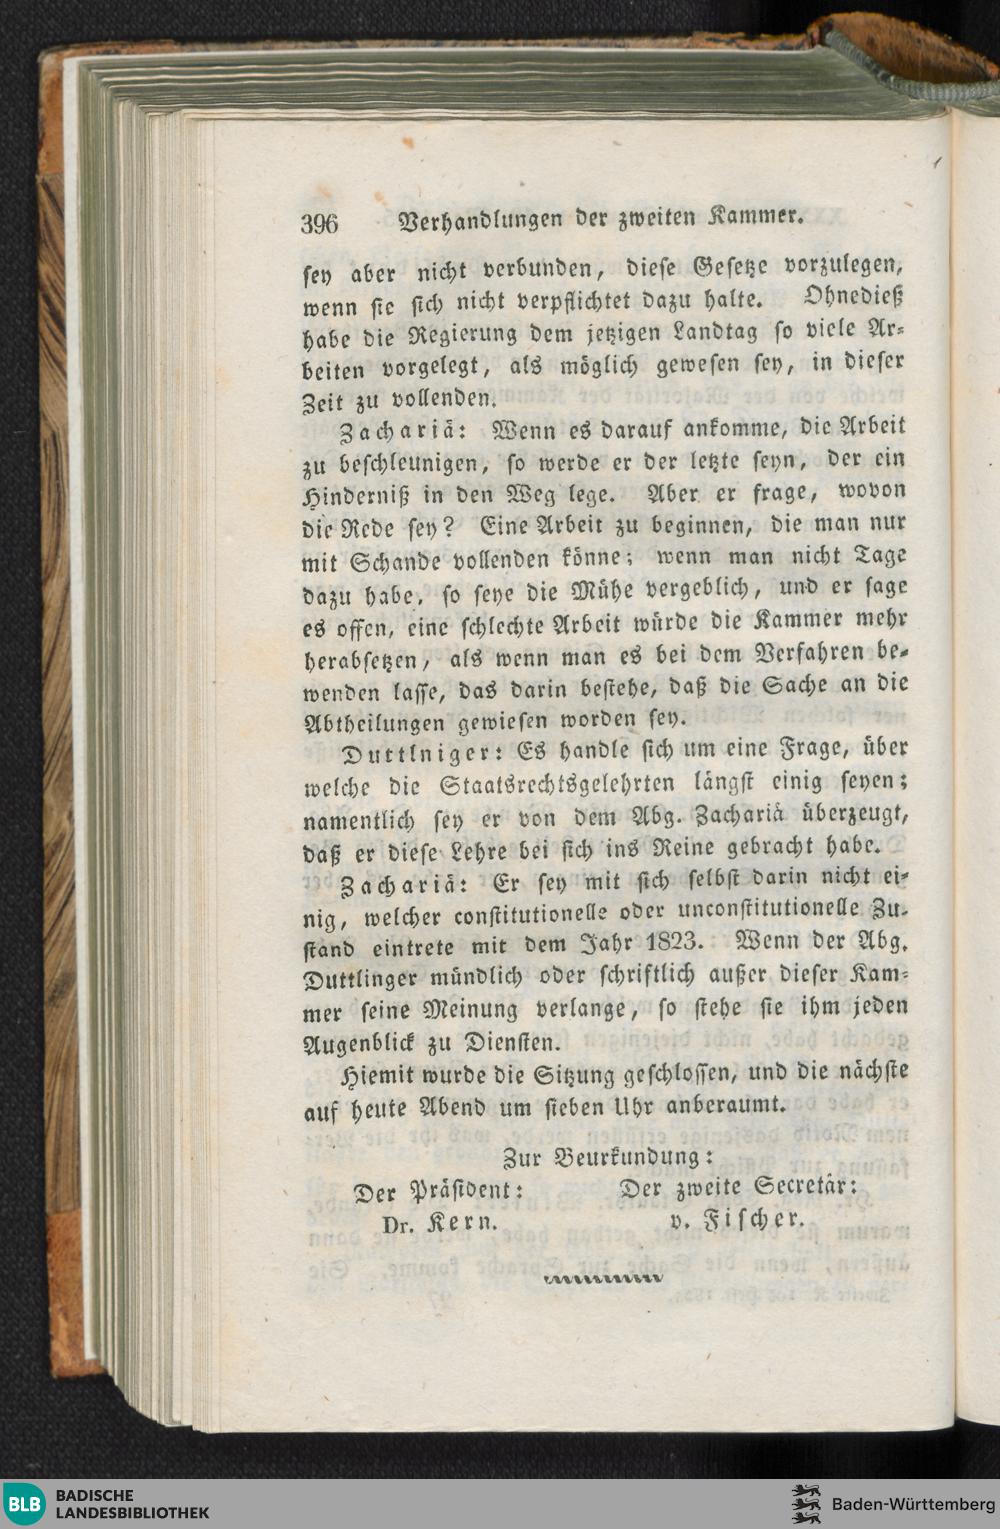 396 Verhandlungen der zweiten Kammer.
sey aber nicht verbunden, diese Gesetze vorzulegen,
wenn sie sich nicht verpflichtet dazu halte. Ohnedieß
habe die Regierung dem jetzigen Landtag so viele Ar-
beiten vorgelegt, als möglich gewesen sey, in dieser
Zeit zu vollenden.
Zachariä: Wenn es darauf ankomme, die Arbeit
zu beschleunigen, so werde er der letzte seyn, der ein
Hinderniß in den Weg lege. Aber er frage, wovon
die Rede sey? Eine Arbeit zu beginnen, die man nur
mit Schande vollenden könne; wenn man nicht Tage
dazu habe, so seye die Mühe vergeblich, und er sage
es offen, eine schlechte Arbeit würde die Kammer mehr
herabsetzen, als wenn man es bei dem Verfahren be-
wenden lasse, das darin bestehe, daß die Sache an die
Abtheilungen gewiesen worden sey.
Duttlniger: Es handle sich um eine Frage, über
welche die Staatsrechtsgelehrten längst einig seyen;
namentlich sey er von dem Abg. Zachariä überzeugt,
daß er diese Lehre bei sich ins Reine gebracht habe.
Zachariä: Er sey mit sich selbst darin nicht ei-
nig, welcher constitutionelle oder unconstitutionelle Zu-
stand eintrete mit dem Jahr 1823. Wenn der Abg.
Duttlinger mündlich oder schriftlich außer dieser Kam-
mer seine Meinung verlange, so stehe sie ihm jeden
Augenblick zu Diensten.
Hiemit wurde die Sitzung geschlossen, und die nächste
auf heute Abend um sieben Uhr anberaumt.
Zur Beurkundung:
Der Präsident: Der zweite Secretär:
Dr. Kern. v. Fischer.
BLB BADISCHE
LANDESBIBLIOTHEK
Baden-Württemberg